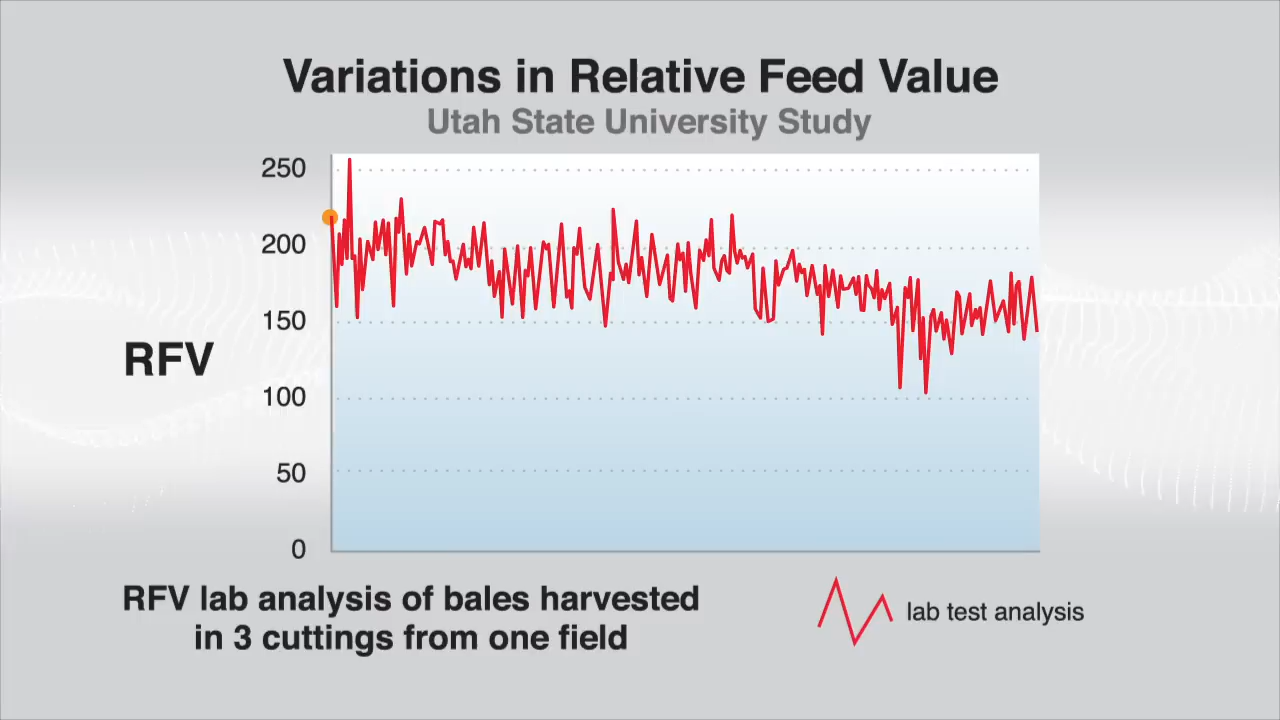 Variations in Relative Feed Value
Utah State University Study
250
200
150
RFV
100
50
0
RFV lab analysis of bales harvested
in 3 cuttings from one field
lab test analysis